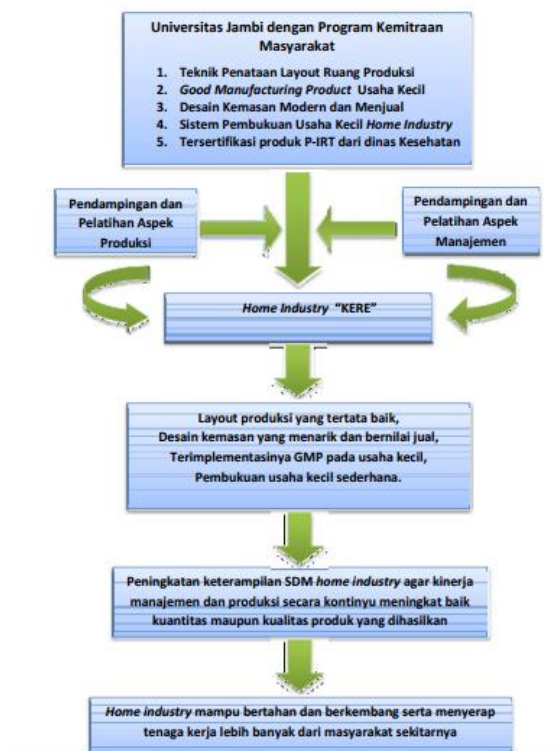 Universitas Jambi dengan Program Kemitraan
Masyarakat
1. Teknik Penataan Layout Ruang Produksi
2. Good Manufacturing Product Usaha Kecil
3. Desain Kemasan Modern dan Menjual
4. Sistem Pembukuan Usaha Kecil Home Industry
5. Tersertifikasi produk P-IRT dari dinas Kesehatan
Pendampingan dan
Pelatihan Aspek
Produksi
Pendampingan dan
Pelatihan Aspek
Manajemen
Home Industry "KERE"
Layout produksi yang tertata baik,
Desain kemasan yang menarik dan bernilai jual,
Terimplementasinya GMP pada usaha kecil,
Pembukuan usaha kecil sederhana.
Peningkatan keterampilan SDM home industry agar kinerja
manajemen dan produksi secara kontinyu meningkat baik
kuantitas maupun kualitas produk yang dihasilkan
Home industry mampu bertahan dan berkembang serta menyerap
tenaga kerja lebih banyak dari masyarakat sekitarnya